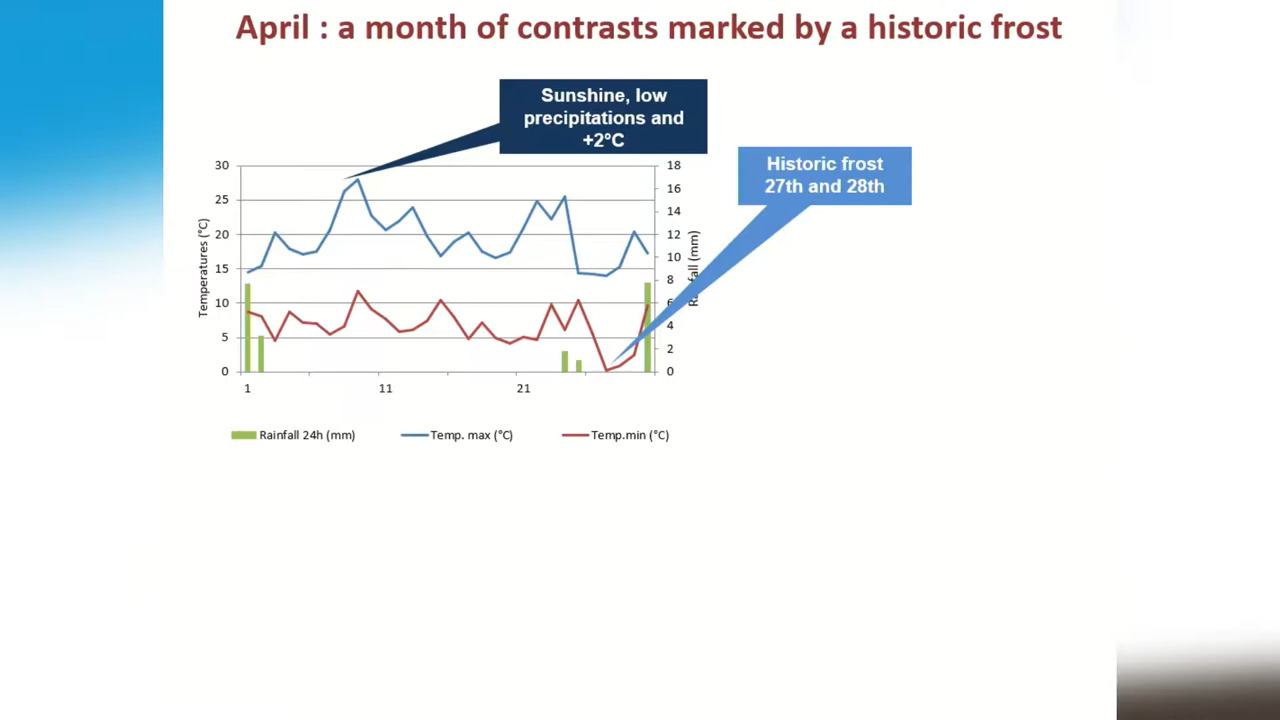 April : a month of contrasts marked by a historic frost
Sunshine, low
precipitations and
+2°C
Historic frost
27th and 28th
30
25
20
15
10
5
0
Temperatures (°C)
18
16
14
12
10
8
6
4
2
0
(mm)
1
11
21
Rainfall 24h (mm)
Temp. max (°C)
Temp.min (°C)